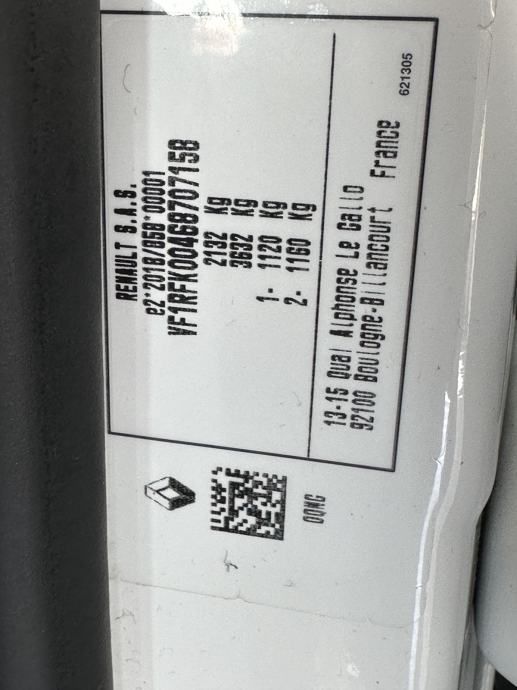 RENAULT S.A.S.
e2*2018/858*00001
VF1RFK00468707158
2132 Kg
3632 Kg
1- 1120 Kg
2- 1160 Kg
13-15 Quai Alphonse Le Gallo
92100 Boulogne-Billancourt France
621305